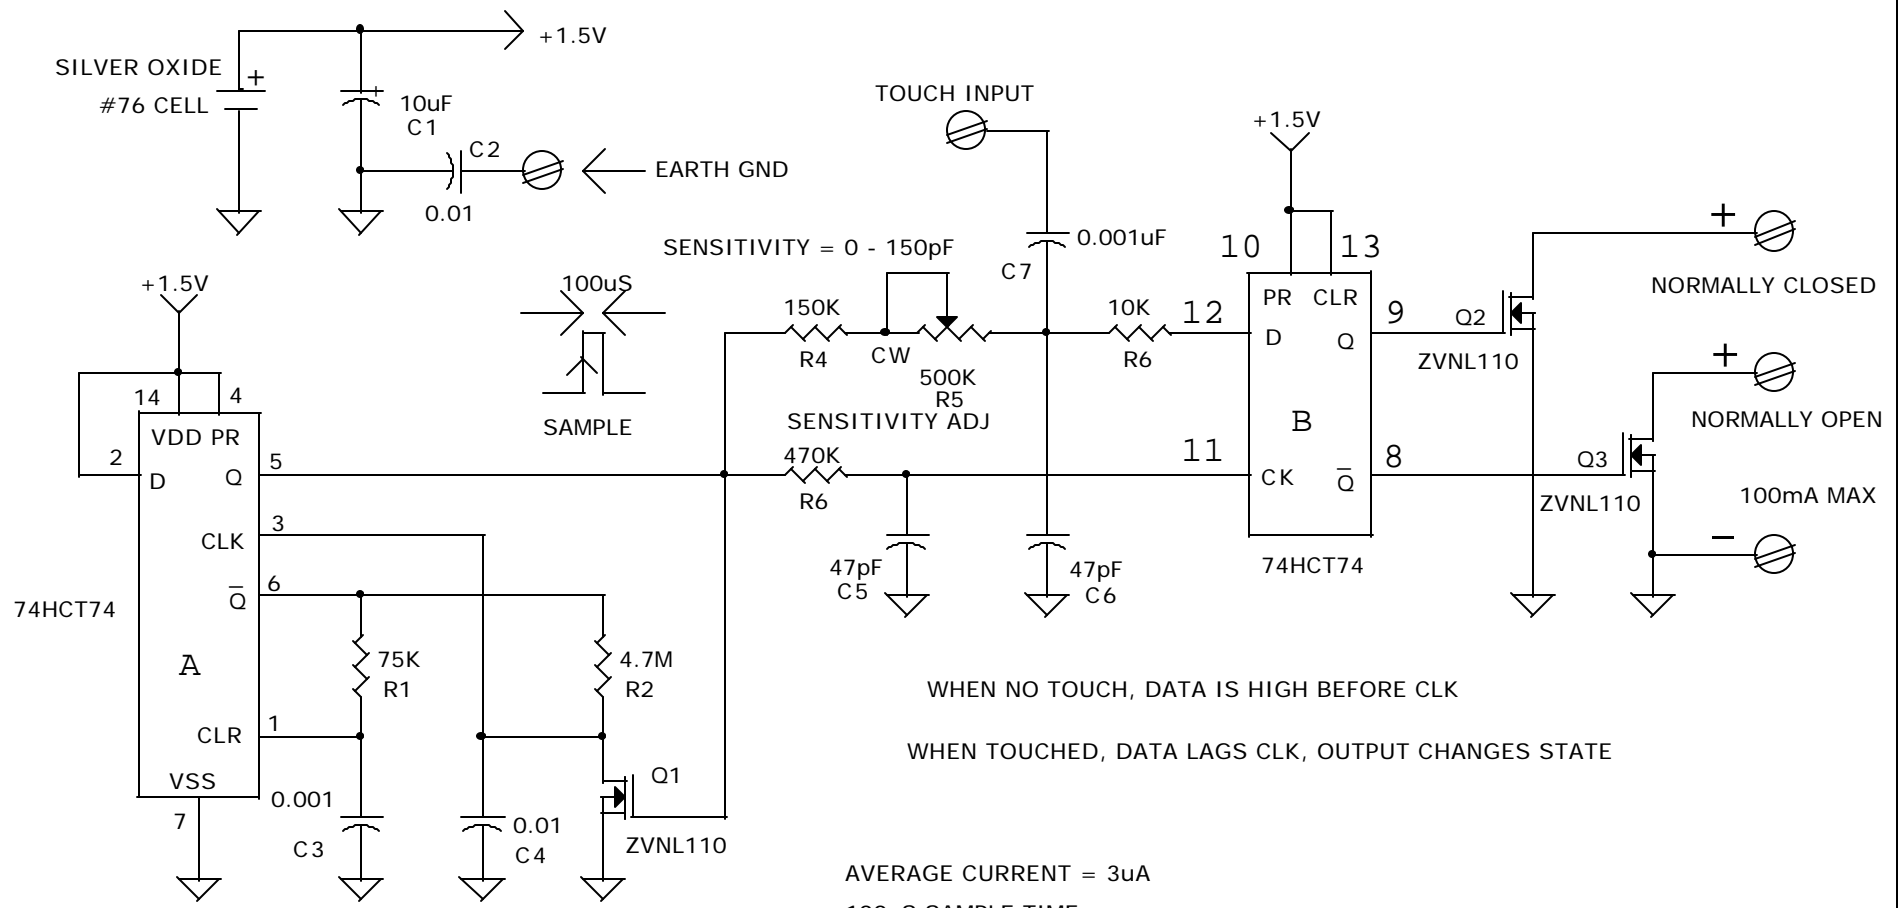 +1.5V
SILVER OXIDE
#76 CELL
+
+
10uF
C1
C2
0.01
EARTH GND
TOUCH INPUT
+1.5V
SENSITIVITY = 0 - 150pF
0.001uF
C7
10
13
+
NORMALLY CLOSED
+1.5V
100uS
SAMPLE
150K
R4
CW
500K
R5
SENSITIVITY ADJ
10K
R6
12
PR CLR
D
Q
9
Q2
ZVNL110
+
NORMALLY OPEN
14
4
VDD PR
2
D
Q
5
470K
R6
11
B
CK
Q
8
Q3
ZVNL110
100mA MAX
–
3
CLK
Q
6
47pF
C5
47pF
C6
74HCT74
74HCT74
A
75K
R1
4.7M
R2
WHEN NO TOUCH, DATA IS HIGH BEFORE CLK
CLR
1
WHEN TOUCHED, DATA LAGS CLK, OUTPUT CHANGES STATE
VSS
7
0.001
C3
0.01
C4
Q1
ZVNL110
AVERAGE CURRENT = 3uA
SAMPLE TIME